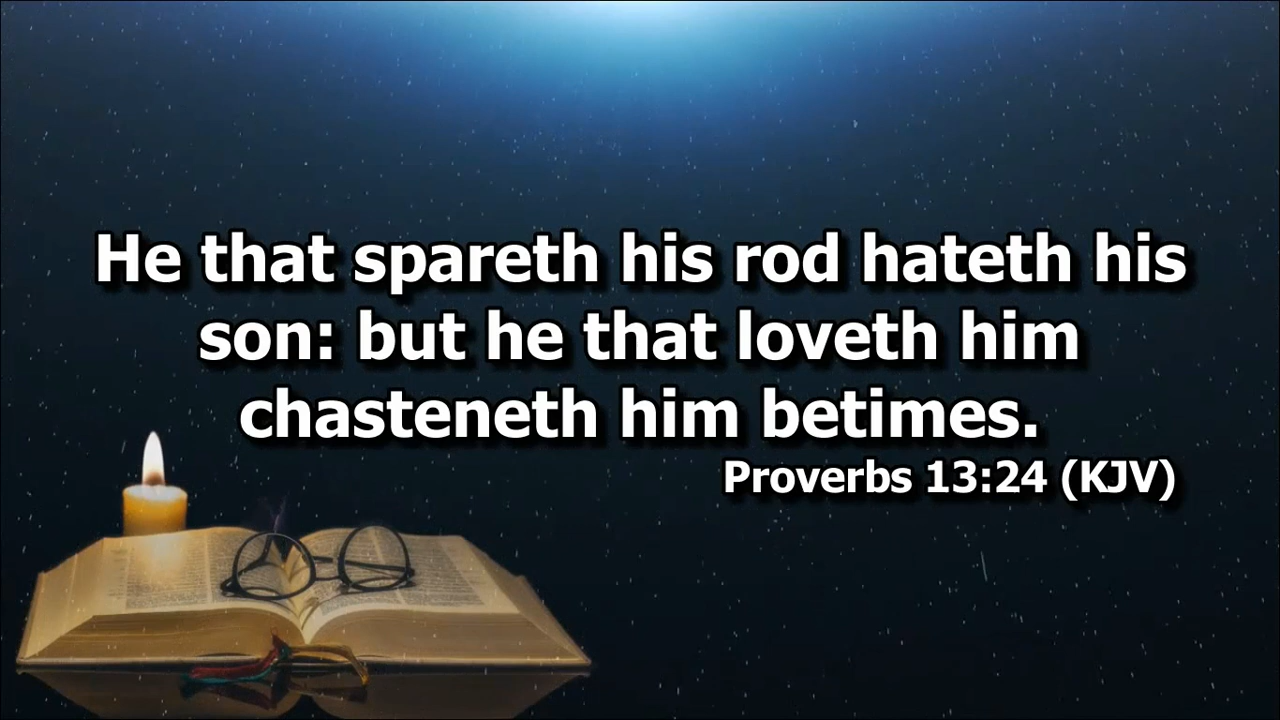 He that spareth his rod hateth his
son: but he that loveth him
chasteneth him betimes.
Proverbs 13:24 (KJV)